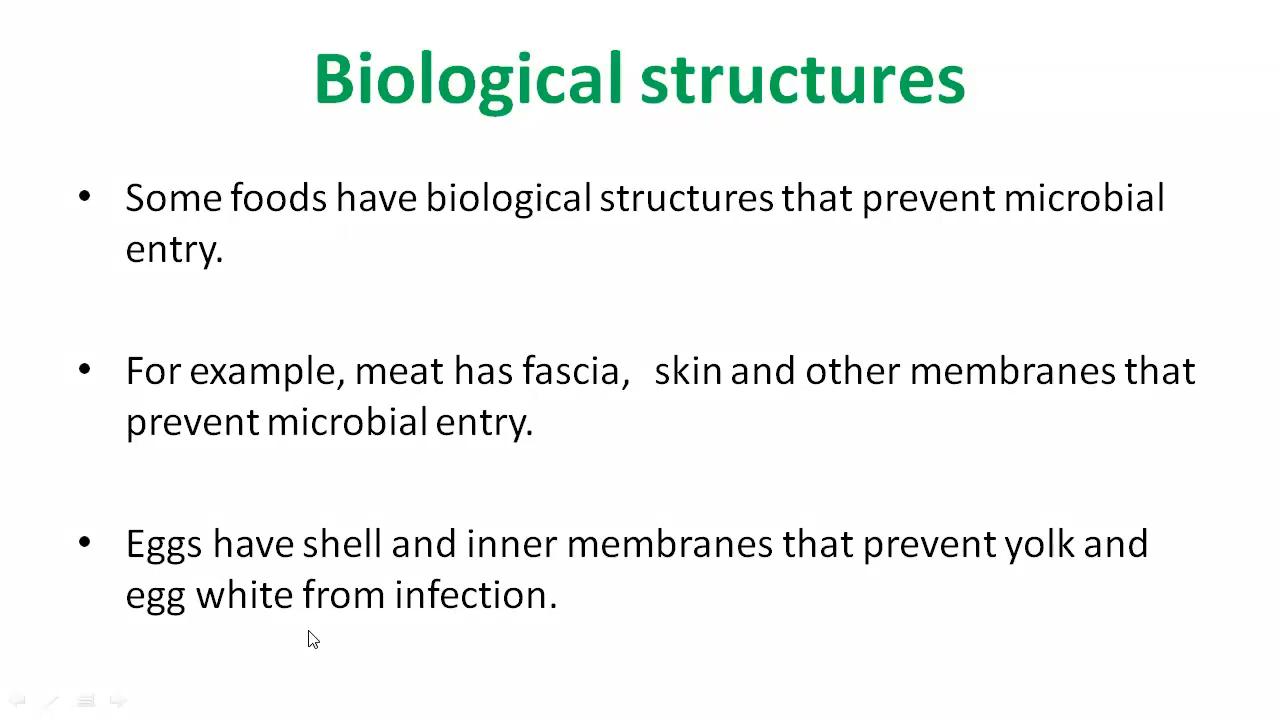 Biological structures
• Some foods have biological structures that prevent microbial
entry.
• For example, meat has fascia, skin and other membranes that
prevent microbial entry.
• Eggs have shell and inner membranes that prevent yolk and
egg white from infection.